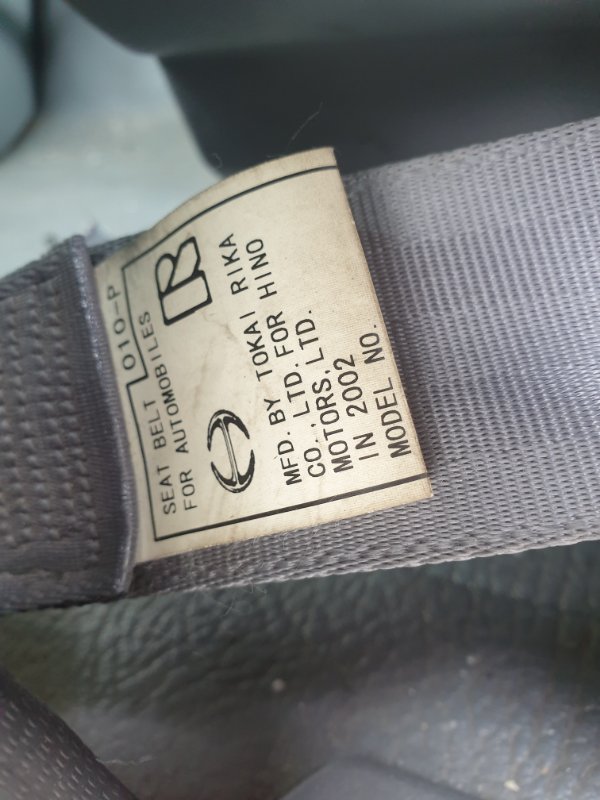 010-P
SEAT BELT
FOR AUTOMOBILES
R
MFD. BY TOKAI RIKA
CO.,LTD. FOR HINO
MOTORS,LTD.
IN 2002
MODEL NO.